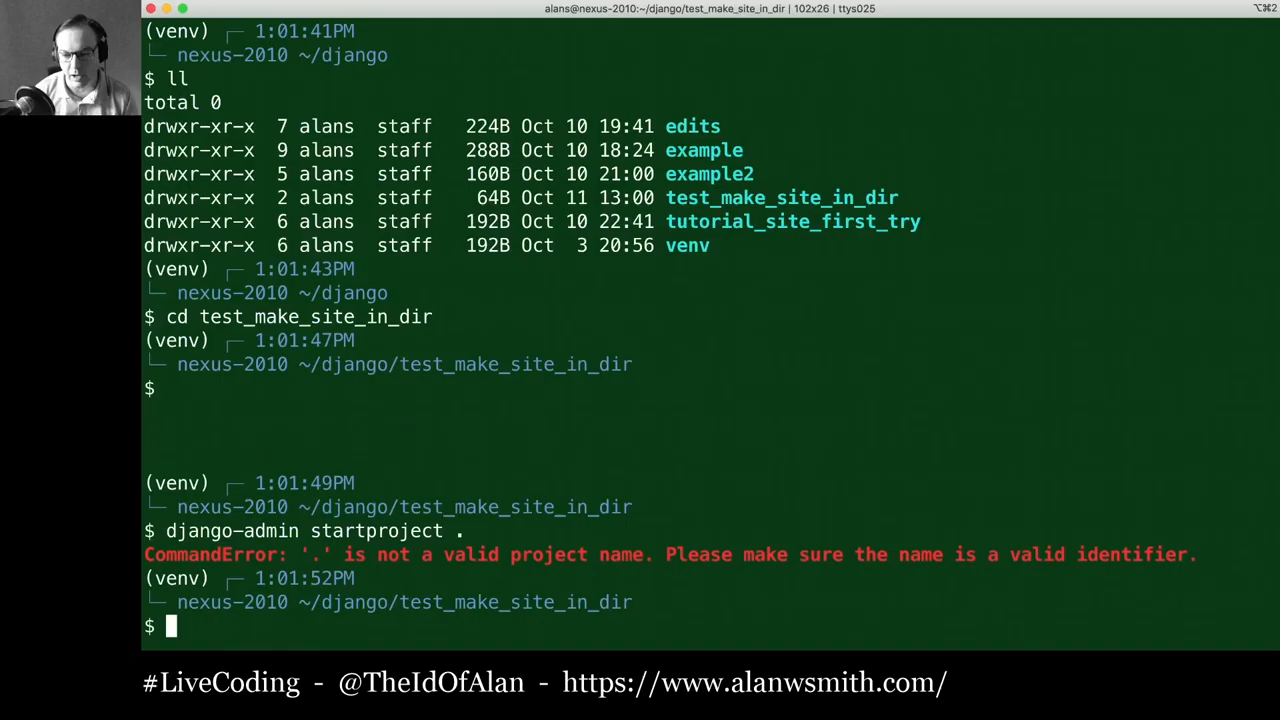 alans@nexus-2010:~/django/test_make_site_in_dir | 102x26 | ttys025
⌥⌘2
(venv) ┌─ 1:01:41PM
└─ nexus-2010 ~/django
$ ll
total 0
drwxr-xr-x  7 alans  staff   224B Oct 10 19:41 edits
drwxr-xr-x  9 alans  staff   288B Oct 10 18:24 example
drwxr-xr-x  5 alans  staff   160B Oct 10 21:00 example2
drwxr-xr-x  2 alans  staff    64B Oct 11 13:00 test_make_site_in_dir
drwxr-xr-x  6 alans  staff   192B Oct 10 22:41 tutorial_site_first_try
drwxr-xr-x  6 alans  staff   192B Oct  3 20:56 venv
(venv) ┌─ 1:01:43PM
└─ nexus-2010 ~/django
$ cd test_make_site_in_dir
(venv) ┌─ 1:01:47PM
└─ nexus-2010 ~/django/test_make_site_in_dir
$
(venv) ┌─ 1:01:49PM
└─ nexus-2010 ~/django/test_make_site_in_dir
$ django-admin startproject .
CommandError: '.' is not a valid project name. Please make sure the name is a valid identifier.
(venv) ┌─ 1:01:52PM
└─ nexus-2010 ~/django/test_make_site_in_dir
$
#LiveCoding - @TheIdOfAlan - https://www.alanwsmith.com/